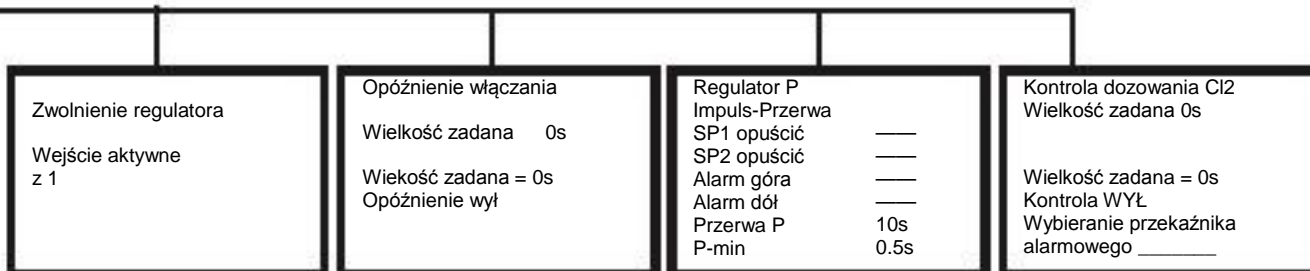 Zwolnienie regulatora
Wejście aktywne
z 1
Opóźnienie włączania
Wielkość zadana 0s
Wiekość zadana = 0s
Opóźnienie wył
Regulator P
Impuls-Przerwa
SP1 opuścić ——
SP2 opuścić ——
Alarm góra ——
Alarm dół ——
Przerwa P 10s
P-min 0.5s
Kontrola dozowania Cl2
Wielkość zadana 0s
Wielkość zadana = 0s
Kontrola WYŁ
Wybieranie przekaźnika
alarmowego _______